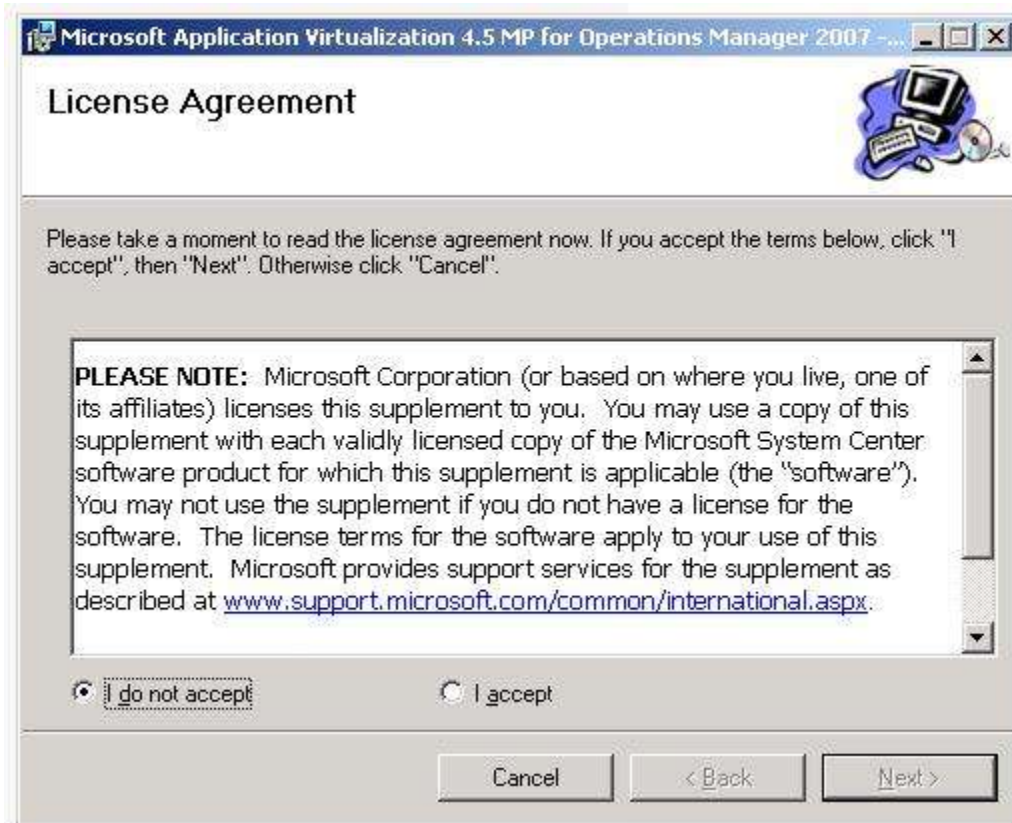 Microsoft Application Virtualization 4.5 MP for Operations Manager 2007 -...
License Agreement
Please take a moment to read the license agreement now. If you accept the terms below, click "I
accept", then "Next". Otherwise click "Cancel".
PLEASE NOTE: Microsoft Corporation (or based on where you live, one of
its affiliates) licenses this supplement to you. You may use a copy of this
supplement with each validly licensed copy of the Microsoft System Center
software product for which this supplement is applicable (the "software").
You may not use the supplement if you do not have a license for the
software. The license terms for the software apply to your use of this
supplement. Microsoft provides support services for the supplement as
described at www.support.microsoft.com/common/international.aspx.
I do not accept I accept
Cancel < Back Next >